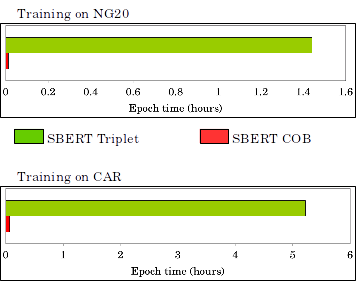 Training on NG20
0 0.2 0.4 0.6 0.8 1 1.2 1.4 1.6
Epoch time (hours)
SBERT Triplet SBERT COB
Training on CAR
0 1 2 3 4 5 6
Epoch time (hours)